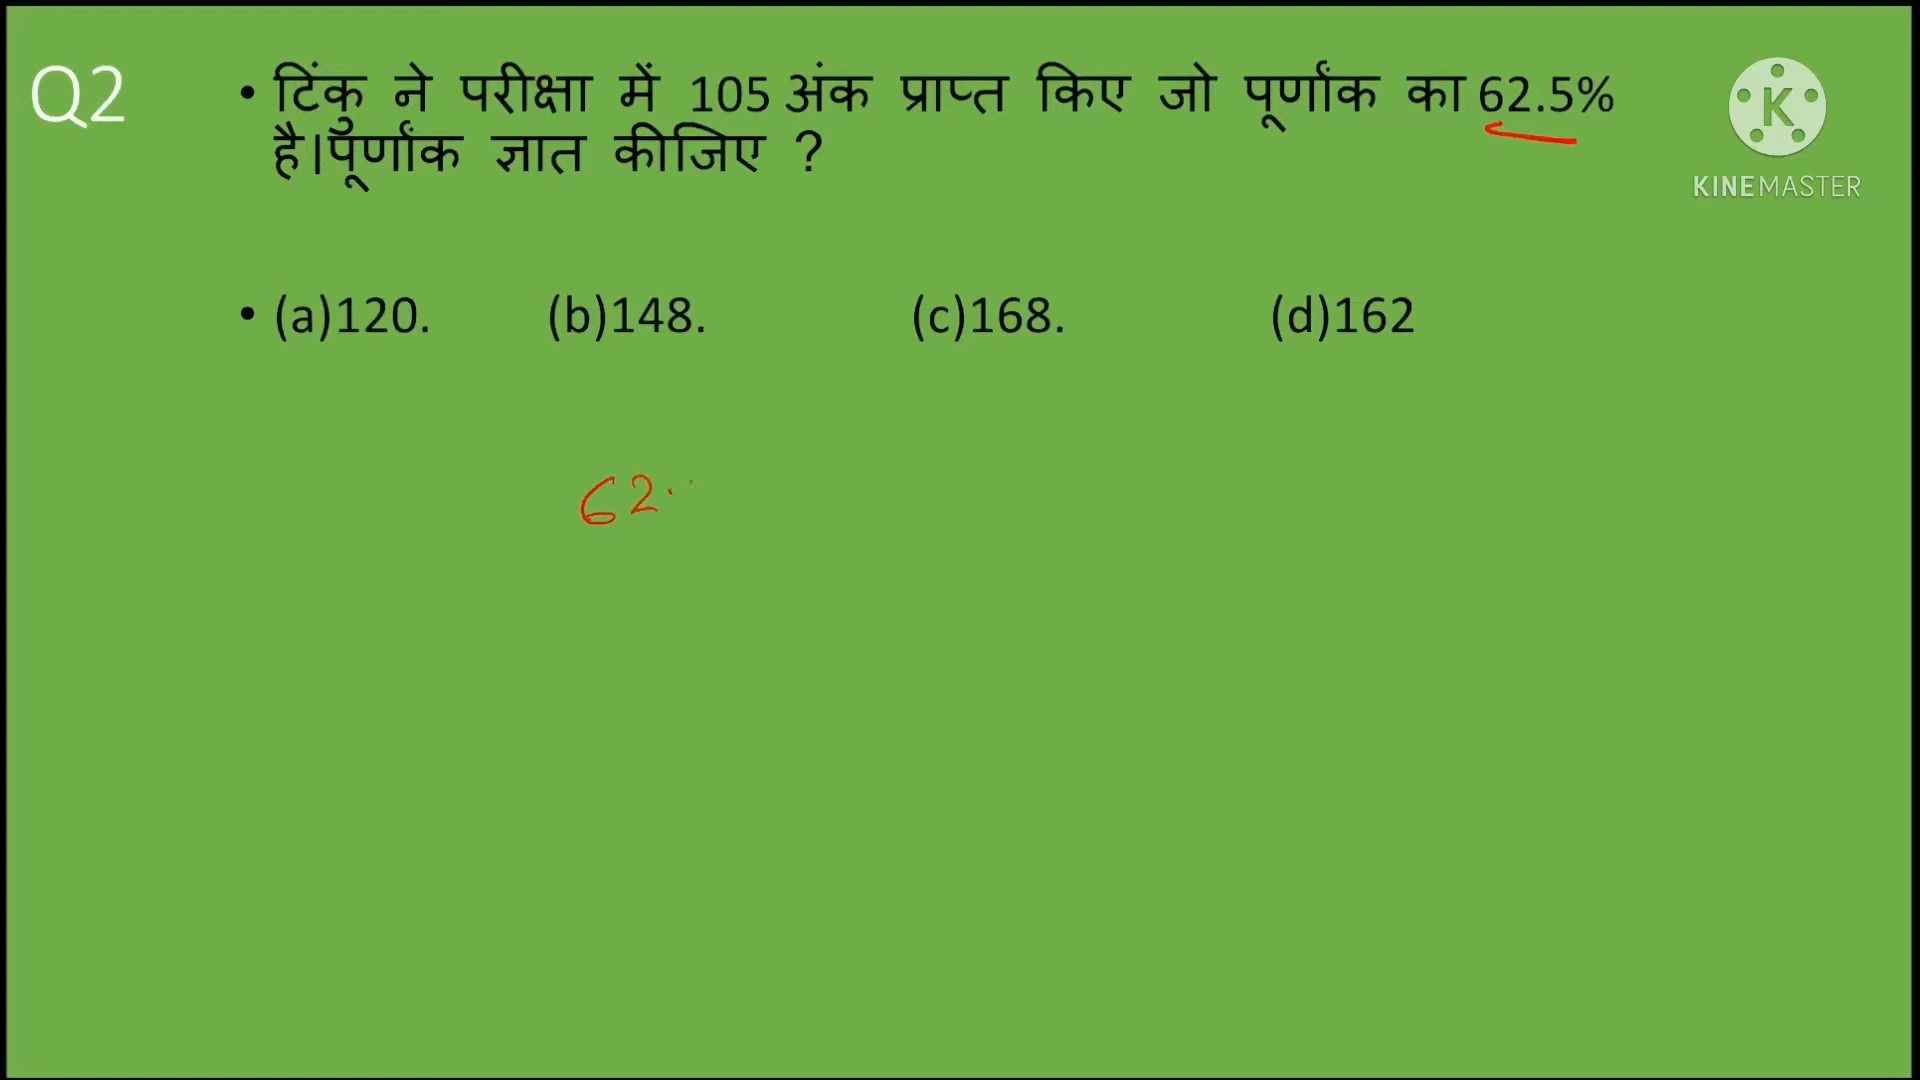 Q2
• टिंकु ने परीक्षा में 105 अंक प्राप्त किए जो पूर्णांक का 62.5%
है।पूर्णांक ज्ञात कीजिए ?
• (a)120. (b)148. (c)168. (d)162
62.
K
KINEMASTER